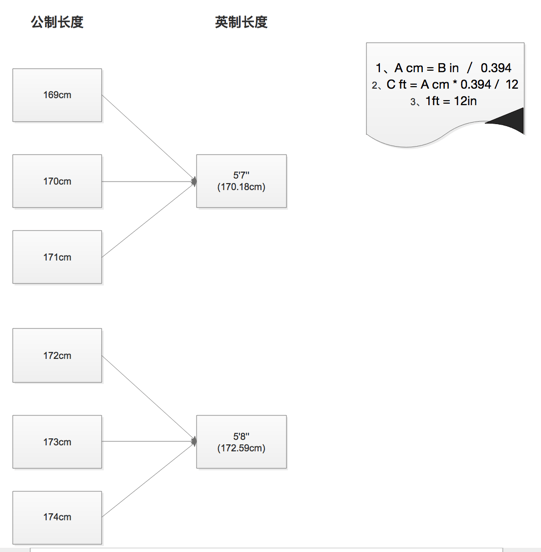 公制长度
英制长度
1、A cm = B in / 0.394
2、C ft = A cm * 0.394 / 12
3、1ft = 12in
169cm
170cm
171cm
5'7"
(170.18cm)
172cm
173cm
174cm
5'8"
(172.59cm)